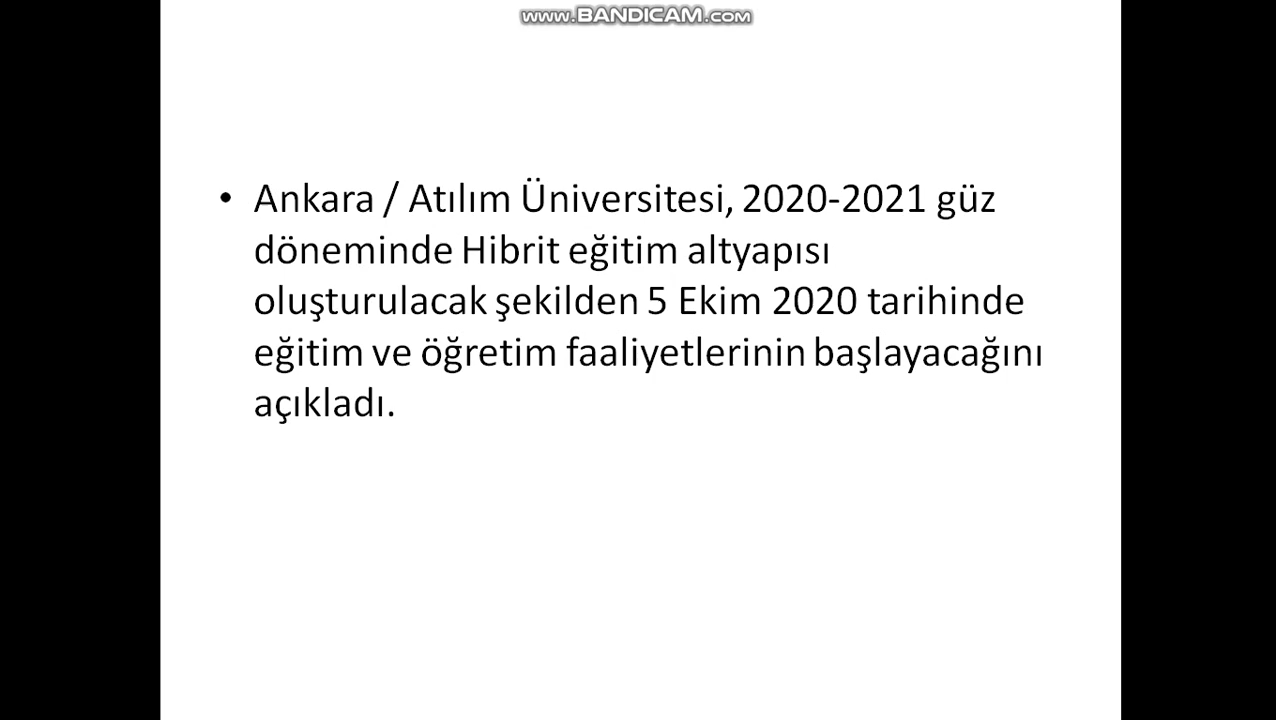 www.BANDICAM.com
• Ankara / Atılım Üniversitesi, 2020-2021 güz
döneminde Hibrit eğitim altyapısı
oluşturulacak şekilden 5 Ekim 2020 tarihinde
eğitim ve öğretim faaliyetlerinin başlayacağını
açıkladı.